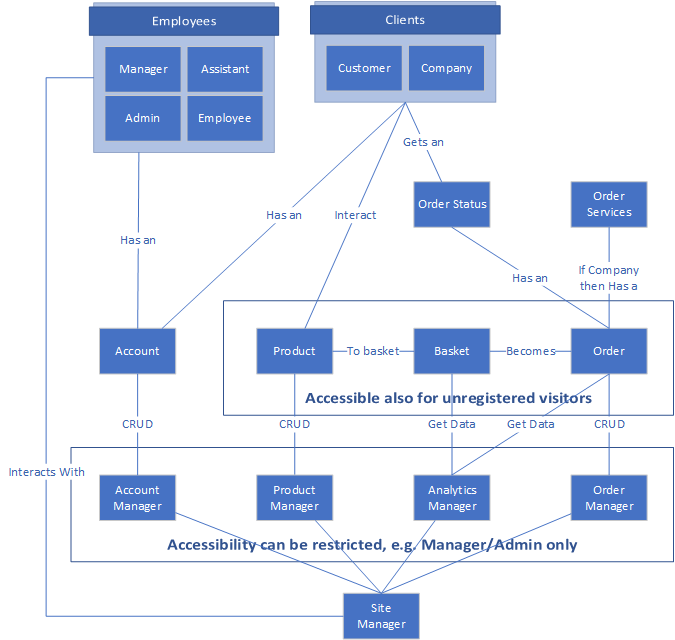 Employees
Clients
Manager
Assistant
Customer
Company
Admin
Employee
Gets an
Order Status
Order
Services
Has an
Interact
Has an
Has an
If Company
then Has a
Account
Product
To basket
Basket
Becomes
Order
Accessible also for unregistered visitors
CRUD
CRUD
Get Data
Get Data
CRUD
Interacts With
Account
Manager
Product
Manager
Analytics
Manager
Order
Manager
Accessibility can be restricted, e.g. Manager/Admin only
Site
Manager